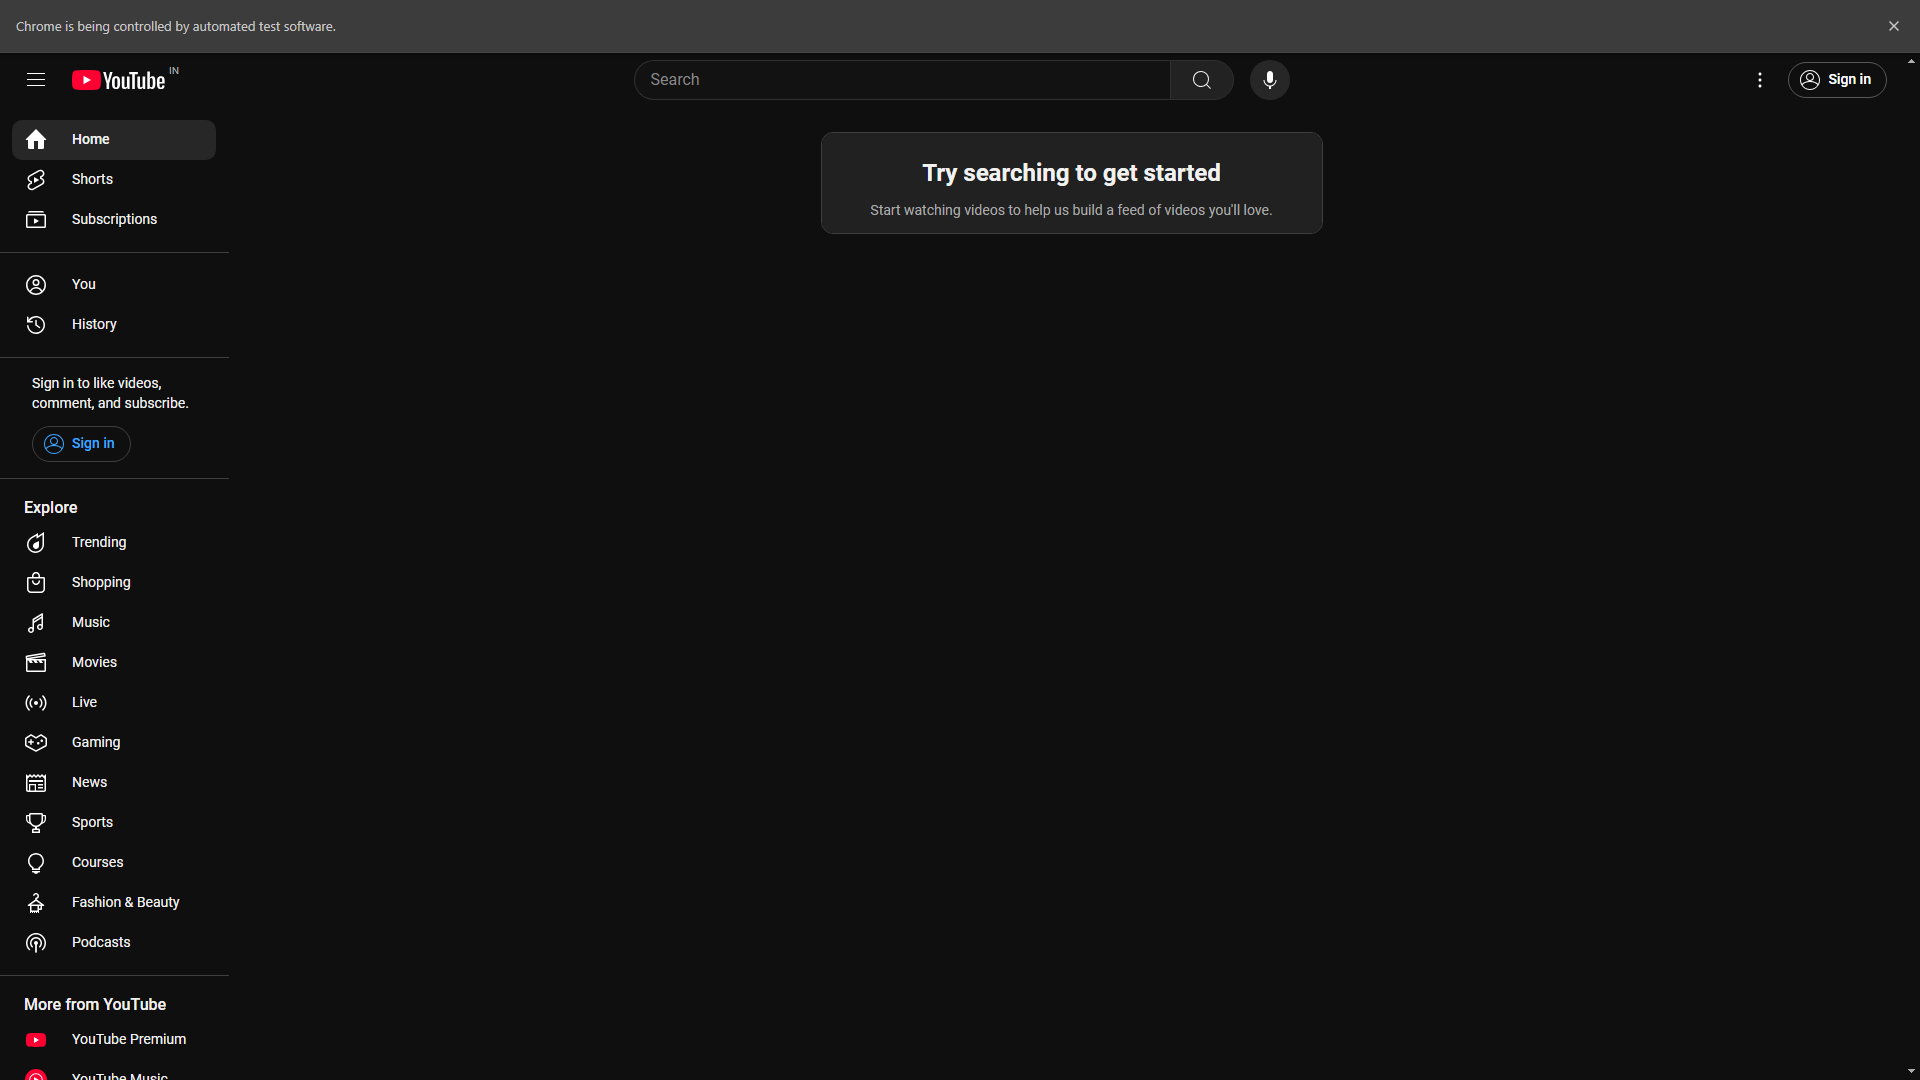 Chrome is being controlled by automated test software.
YouTube IN
Search
Sign in
Home
Shorts
Subscriptions
You
History
Sign in to like videos,
comment, and subscribe.
Sign in
Explore
Trending
Shopping
Music
Movies
Live
Gaming
News
Sports
Courses
Fashion & Beauty
Podcasts
More from YouTube
YouTube Premium
YouTube Music
Try searching to get started
Start watching videos to help us build a feed of videos you'll love.